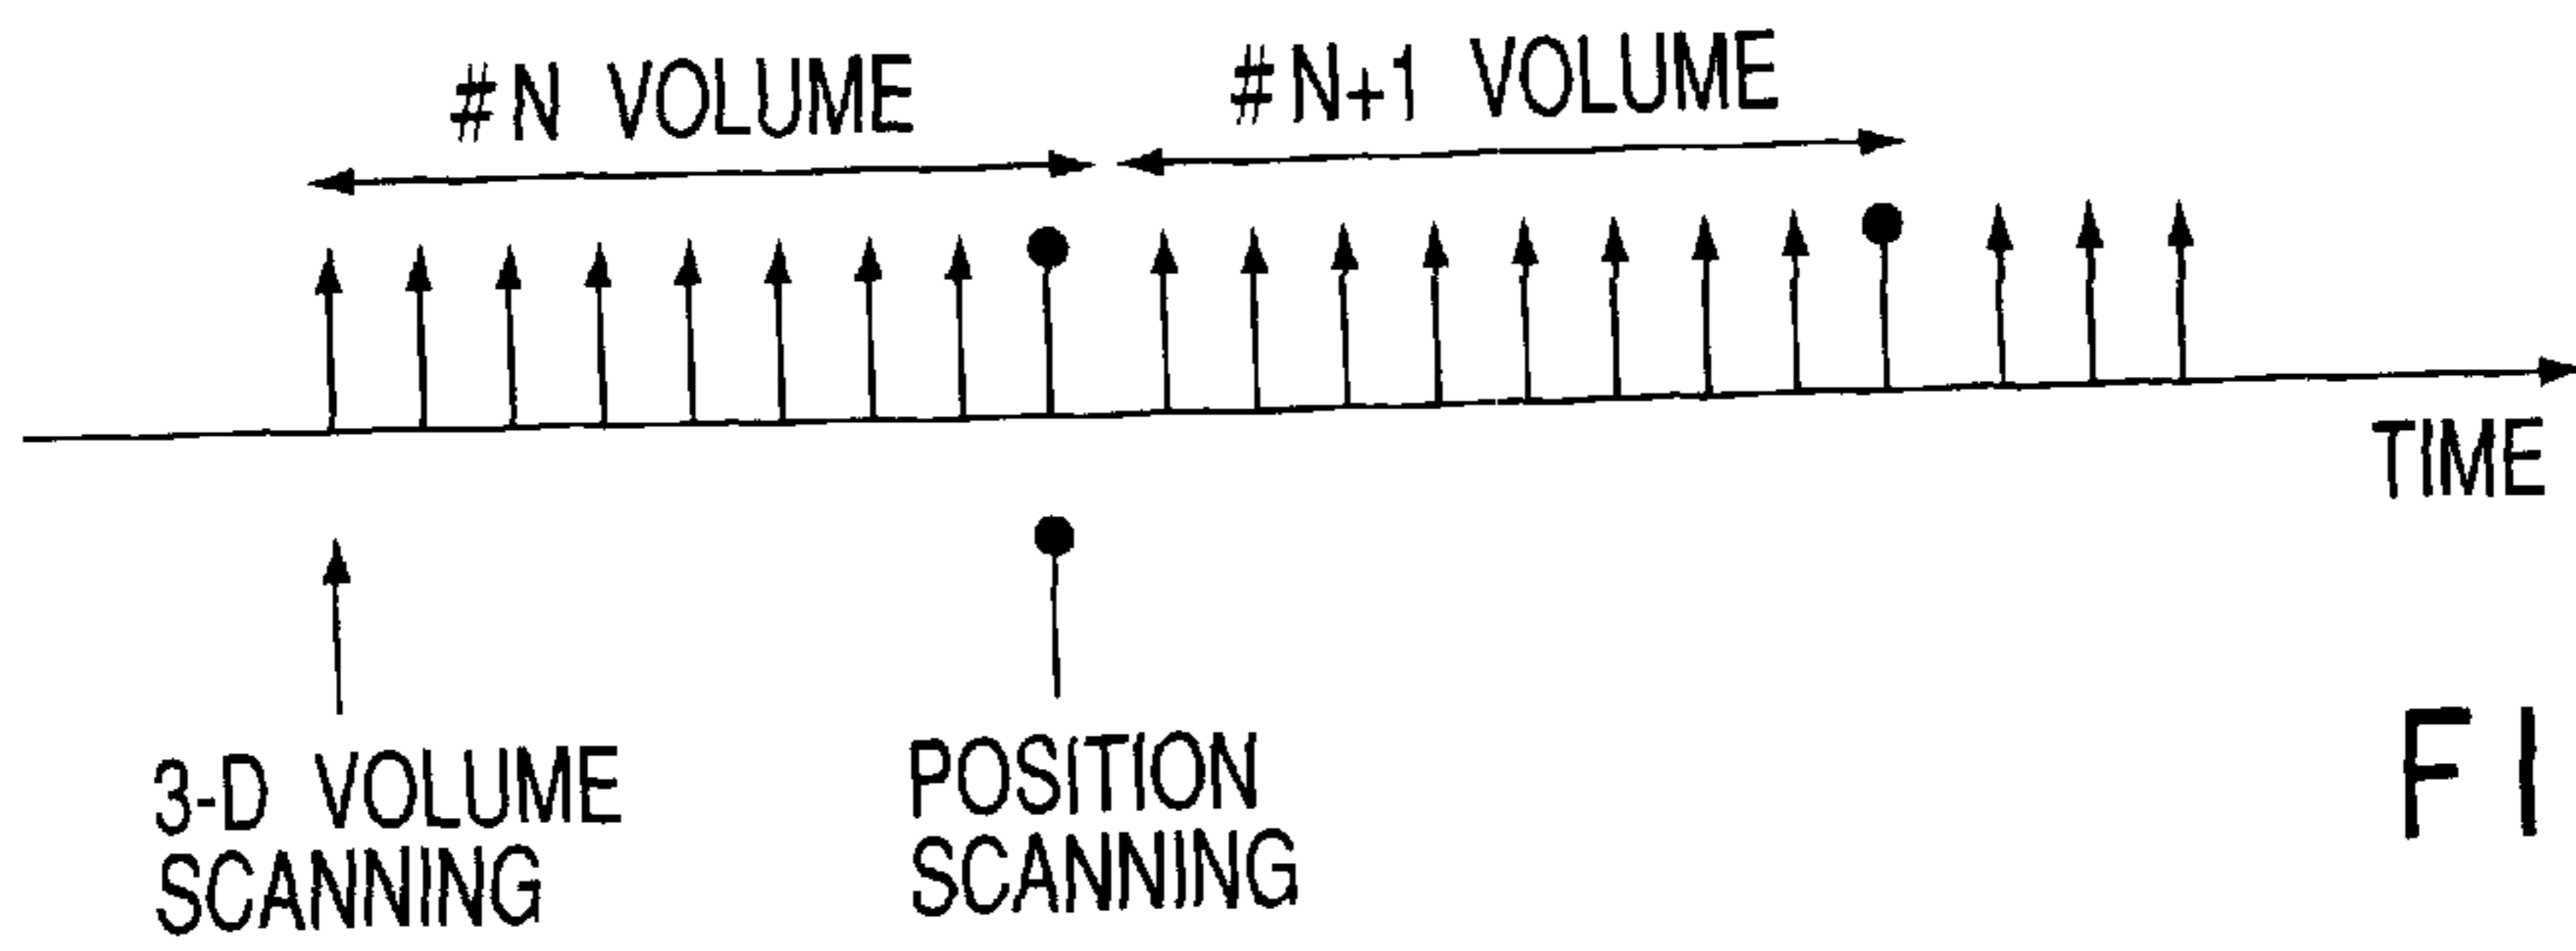 #N VOLUME
#N+1 VOLUME
TIME
3-D VOLUME
SCANNING
POSITION
SCANNING
FI